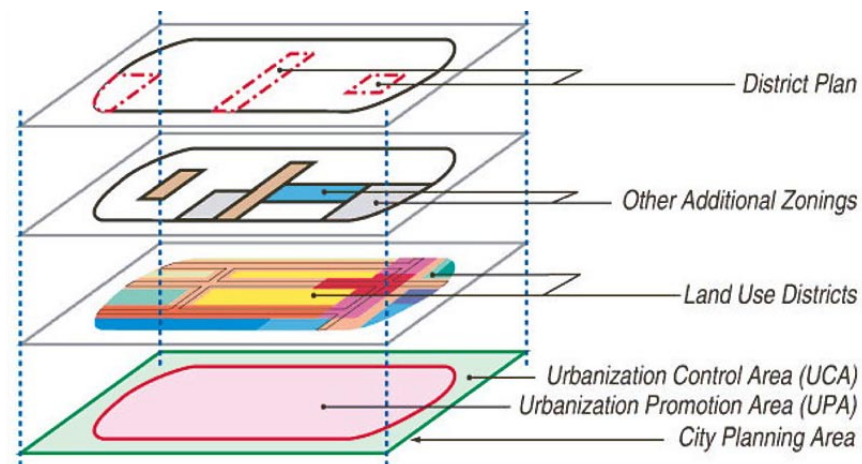 District Plan
Other Additional Zonings
Land Use Districts
Urbanization Control Area (UCA)
Urbanization Promotion Area (UPA)
City Planning Area